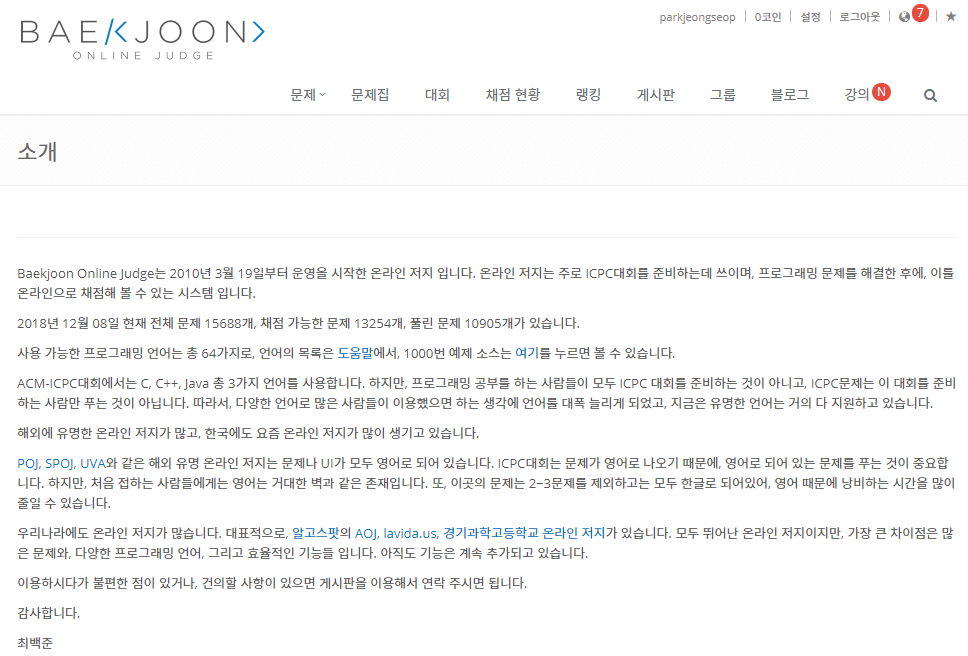 BAEKJOON>
ONLINE JUDGE
parkjeongseop | 0코인 | 설정 | 로그아웃 | 7 | ★
문제 문제집 대회 채점 현황 랭킹 게시판 그룹 블로그 강의 N
소개
Baekjoon Online Judge는 2010년 3월 19일부터 운영을 시작한 온라인 저지 입니다. 온라인 저지는 주로 ICPC대회를 준비하는데 쓰이며, 프로그래밍 문제를 해결한 후에, 이를
온라인으로 채점해 볼 수 있는 시스템 입니다.
2018년 12월 08일 현재 전체 문제 15688개, 채점 가능한 문제 13254개, 풀린 문제 10905개가 있습니다.
사용 가능한 프로그래밍 언어는 총 64가지로, 언어의 목록은 도움말에서, 1000번 예제 소스는 여기를 누르면 볼 수 있습니다.
ACM-ICPC대회에서는 C, C++, Java 총 3가지 언어를 사용합니다. 하지만, 프로그래밍 공부를 하는 사람들이 모두 ICPC 대회를 준비하는 것이 아니고, ICPC문제는 이 대회를 준비
하는 사람만 푸는 것이 아닙니다. 따라서, 다양한 언어로 많은 사람들이 이용했으면 하는 생각에 언어를 대폭 늘리게 되었고, 지금은 유명한 언어는 거의 다 지원하고 있습니다.
해외에 유명한 온라인 저지가 많고, 한국에도 요즘 온라인 저지가 많이 생기고 있습니다.
POJ, SPOJ, UVA와 같은 해외 유명 온라인 저지는 문제나 UI가 모두 영어로 되어 있습니다. ICPC대회는 문제가 영어로 나오기 때문에, 영어로 되어 있는 문제를 푸는 것이 중요합
니다. 하지만, 처음 접하는 사람들에게는 영어는 거대한 벽과 같은 존재입니다. 또, 이곳의 문제는 2~3문제를 제외하고는 모두 한글로 되어있어, 영어 때문에 낭비하는 시간을 많이
줄일 수 있습니다.
우리나라에도 온라인 저지가 많습니다. 대표적으로, 알고스팟의 AOJ, lavida.us, 경기과학고등학교 온라인 저지가 있습니다. 모두 뛰어난 온라인 저지이지만, 가장 큰 차이점은 많
은 문제와, 다양한 프로그래밍 언어, 그리고 효율적인 기능들 입니다. 아직도 기능은 계속 추가되고 있습니다.
이용하시다가 불편한 점이 있거나, 건의할 사항이 있으면 게시판을 이용해서 연락 주시면 됩니다.
감사합니다.
최백준